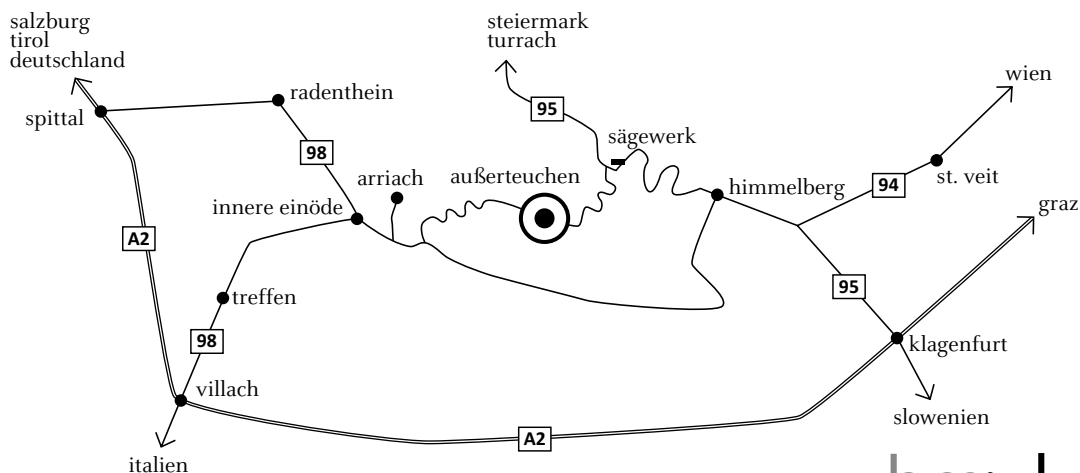 salzburg
tirol
deutschland
steiermark
turrach
wien
spittal
radenthein
95
sägewerk
98
arriach
außerteuchen
himmelberg
94
st. veit
innere einöde
graz
A2
treffen
95
98
klagenfurt
villach
slowenien
A2
italien